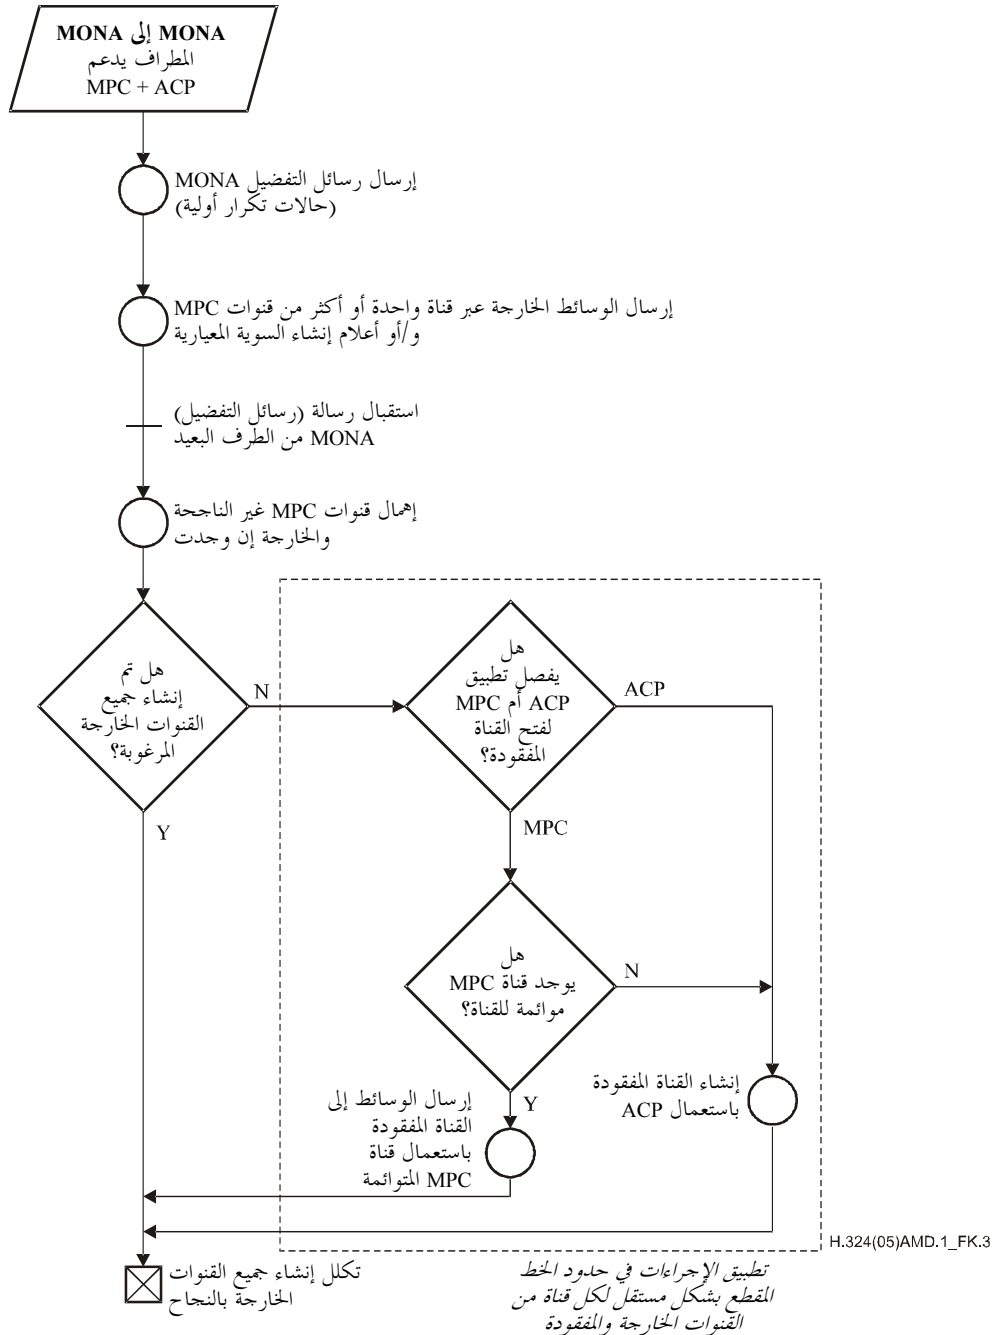 MONA إلى MONA
المطراف يدعم
MPC + ACP
إرسال رسائل التفضيل MONA
(حالات تكرار أولية)
إرسال الوسائط الخارجة عبر قناة واحدة أو أكثر من قنوات MPC
و/أو أعلام إنشاء السوية المعيارية
استقبال رسالة (رسائل التفضيل)
MONA من الطرف البعيد
إهمال قنوات MPC غير الناجحة
والخارجة إن وجدت
هل تم
إنشاء جميع
القنوات الخارجة
المرغوبة؟
N
Y
هل
يفصل تطبيق
ACP أم MPC
لفتح القناة
المفقودة؟
ACP
MPC
هل
يوجد قناة MPC
موائمة للقناة؟
N
Y
إنشاء القناة المفقودة
باستعمال ACP
إرسال الوسائط إلى
القناة المفقودة
باستعمال قناة
MPC المتوائمة
H.324(05)AMD.1_FK.3
تكلل إنشاء جميع القنوات
الخارجة بالنجاح
تطبيق الإجراءات في حدود الخط
المقطع بشكل مستقل لكل قناة من
القنوات الخارجة والمفقودة